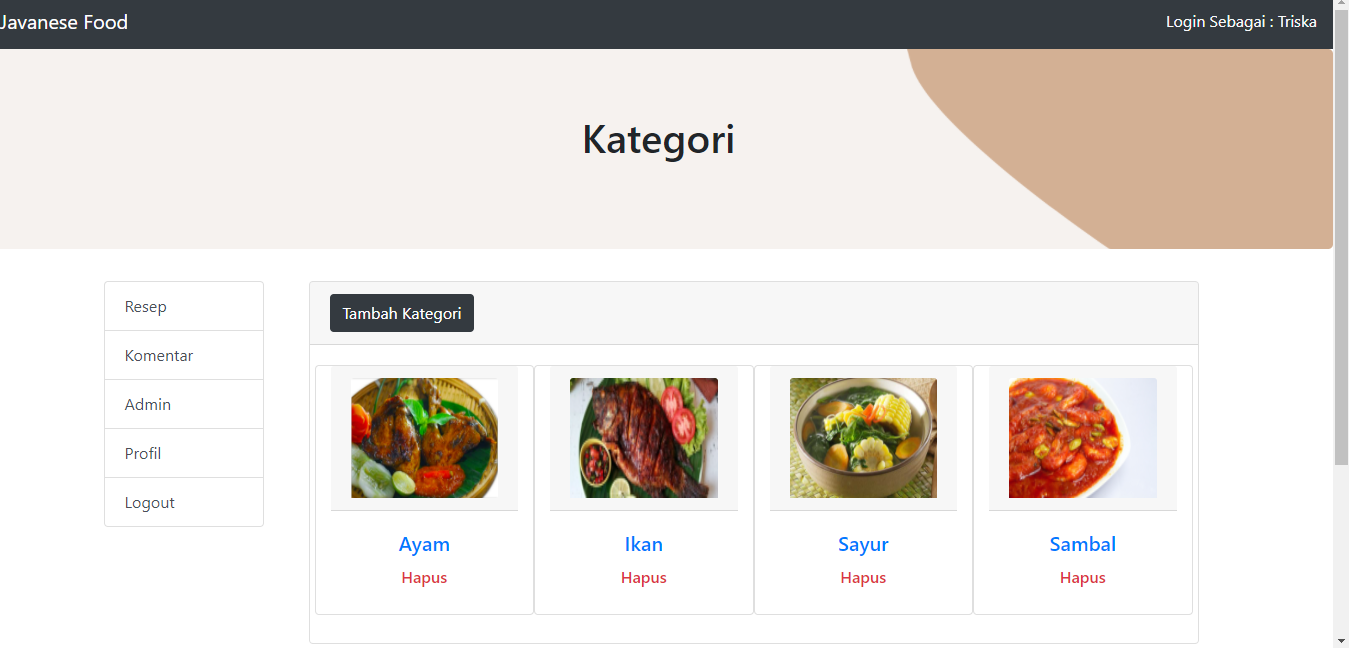 Javanese Food
Login Sebagai : Triska
Kategori
Resep
Komentar
Admin
Profil
Logout
Tambah Kategori
Ayam
Hapus
Ikan
Hapus
Sayur
Hapus
Sambal
Hapus